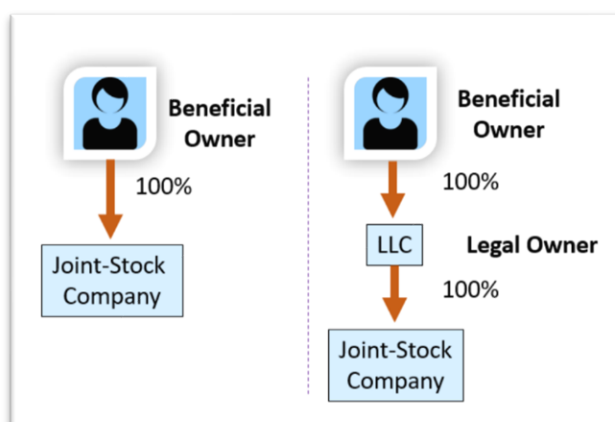 Beneficial
Owner
100%
Joint-Stock
Company
Beneficial
Owner
100%
LLC
Legal Owner
100%
Joint-Stock
Company